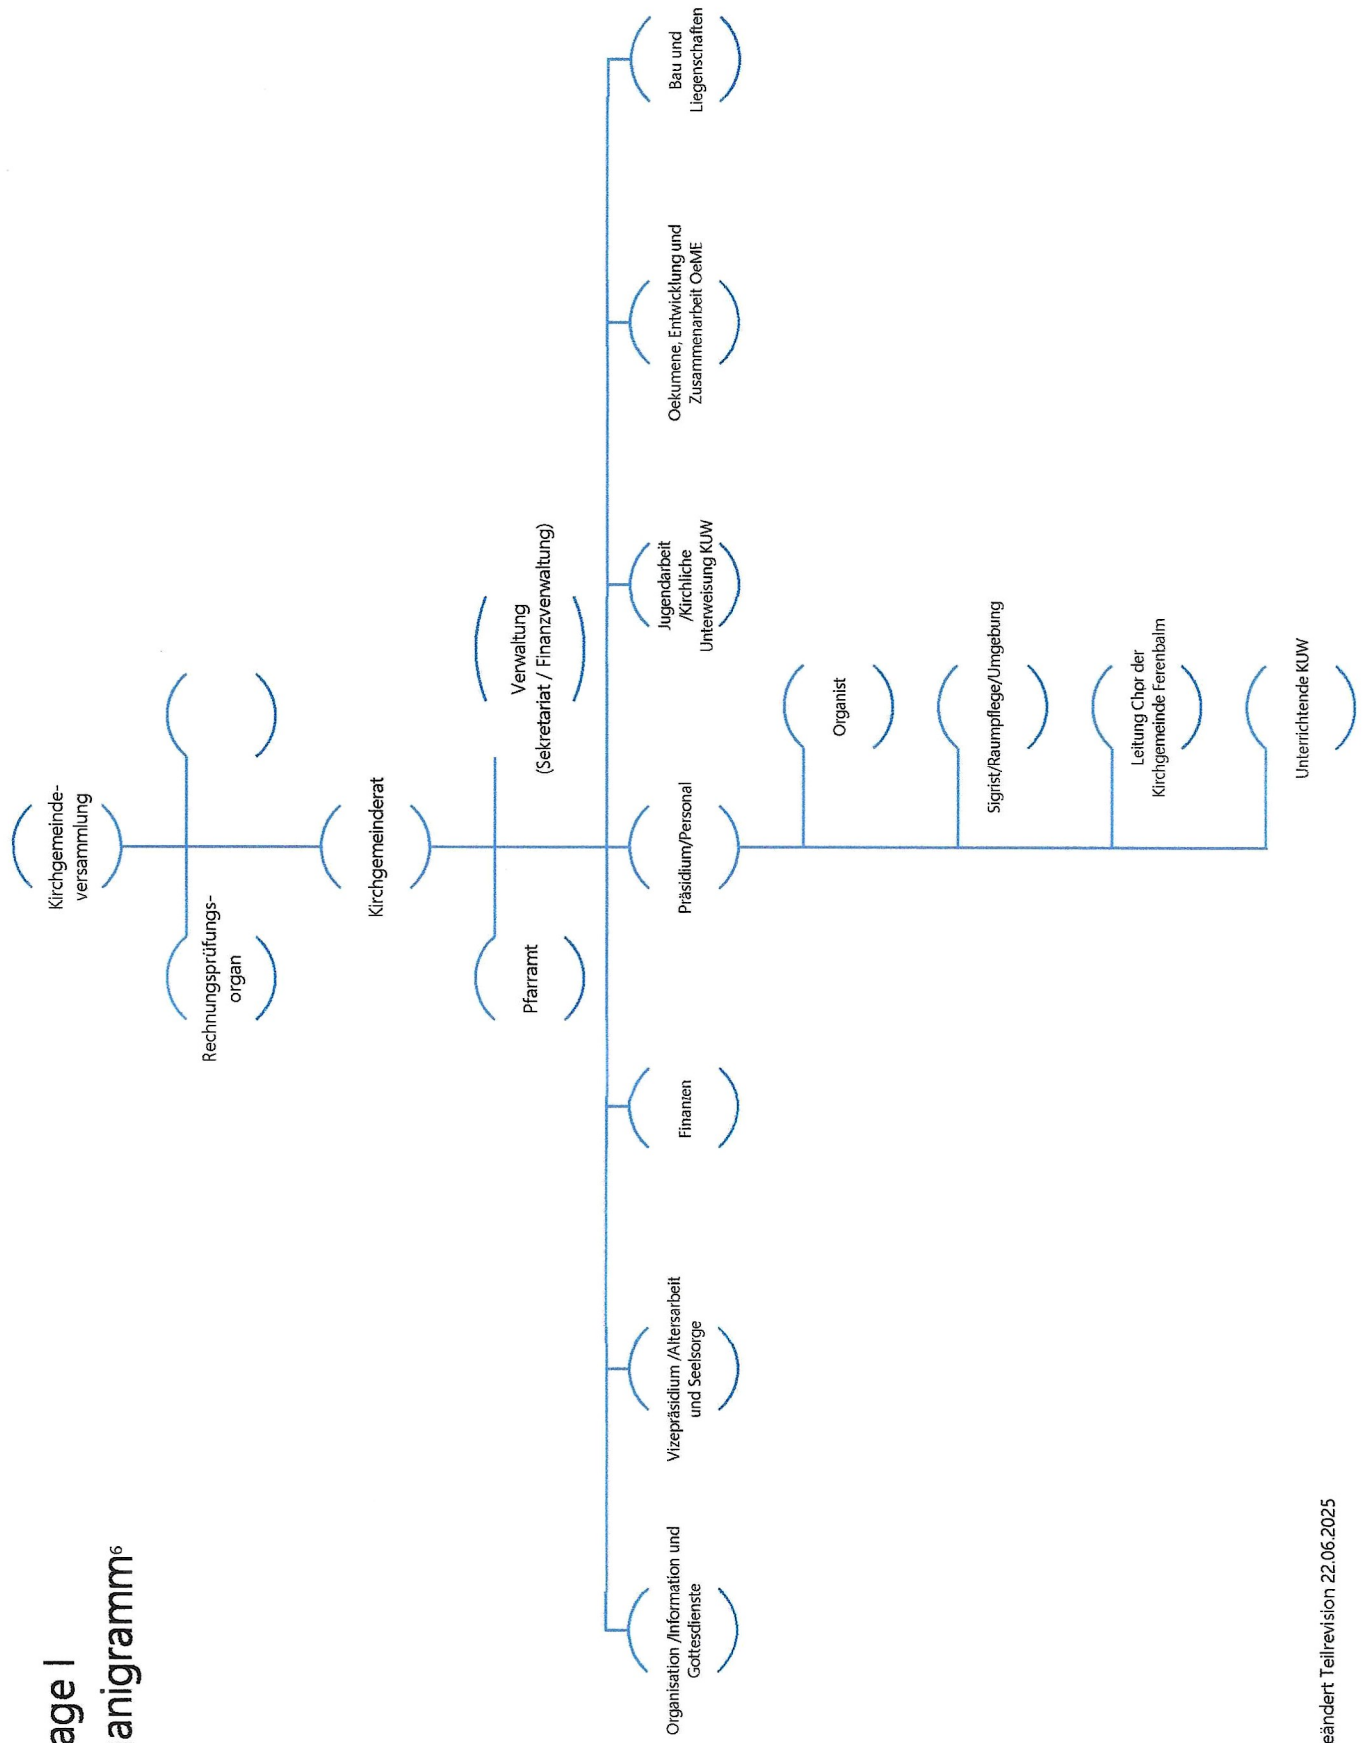 age I
anigramm⁶
Kirchgemeinde-
versammlung
Rechnungsprüfungs-
organ
Kirchgemeinderat
Pfarramt
Verwaltung
(Sekretariat / Finanzverwaltung)
Organisation /Information und
Gottesdienste
Vizepräsidium /Altersarbeit
und Seelsorge
Finanzen
Präsidium/Personal
Jugendarbeit
/Kirchliche
Unterweisung KUW
Oekumene, Entwicklung und
Zusammenarbeit OeME
Bau und
Liegenschaften
Organist
Sigrist/Raumpflege/Umgebung
Leitung Chor der
Kirchgemeinde Ferenbalm
Unterrichtende KUW
eändert Teilrevision 22.06.2025